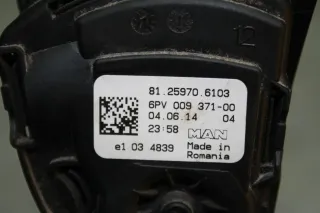 12
81.25970.6103
6PV 009 371-00
04.06.14 04
23:58 MAN
e1 03 4839 Made in
Romania